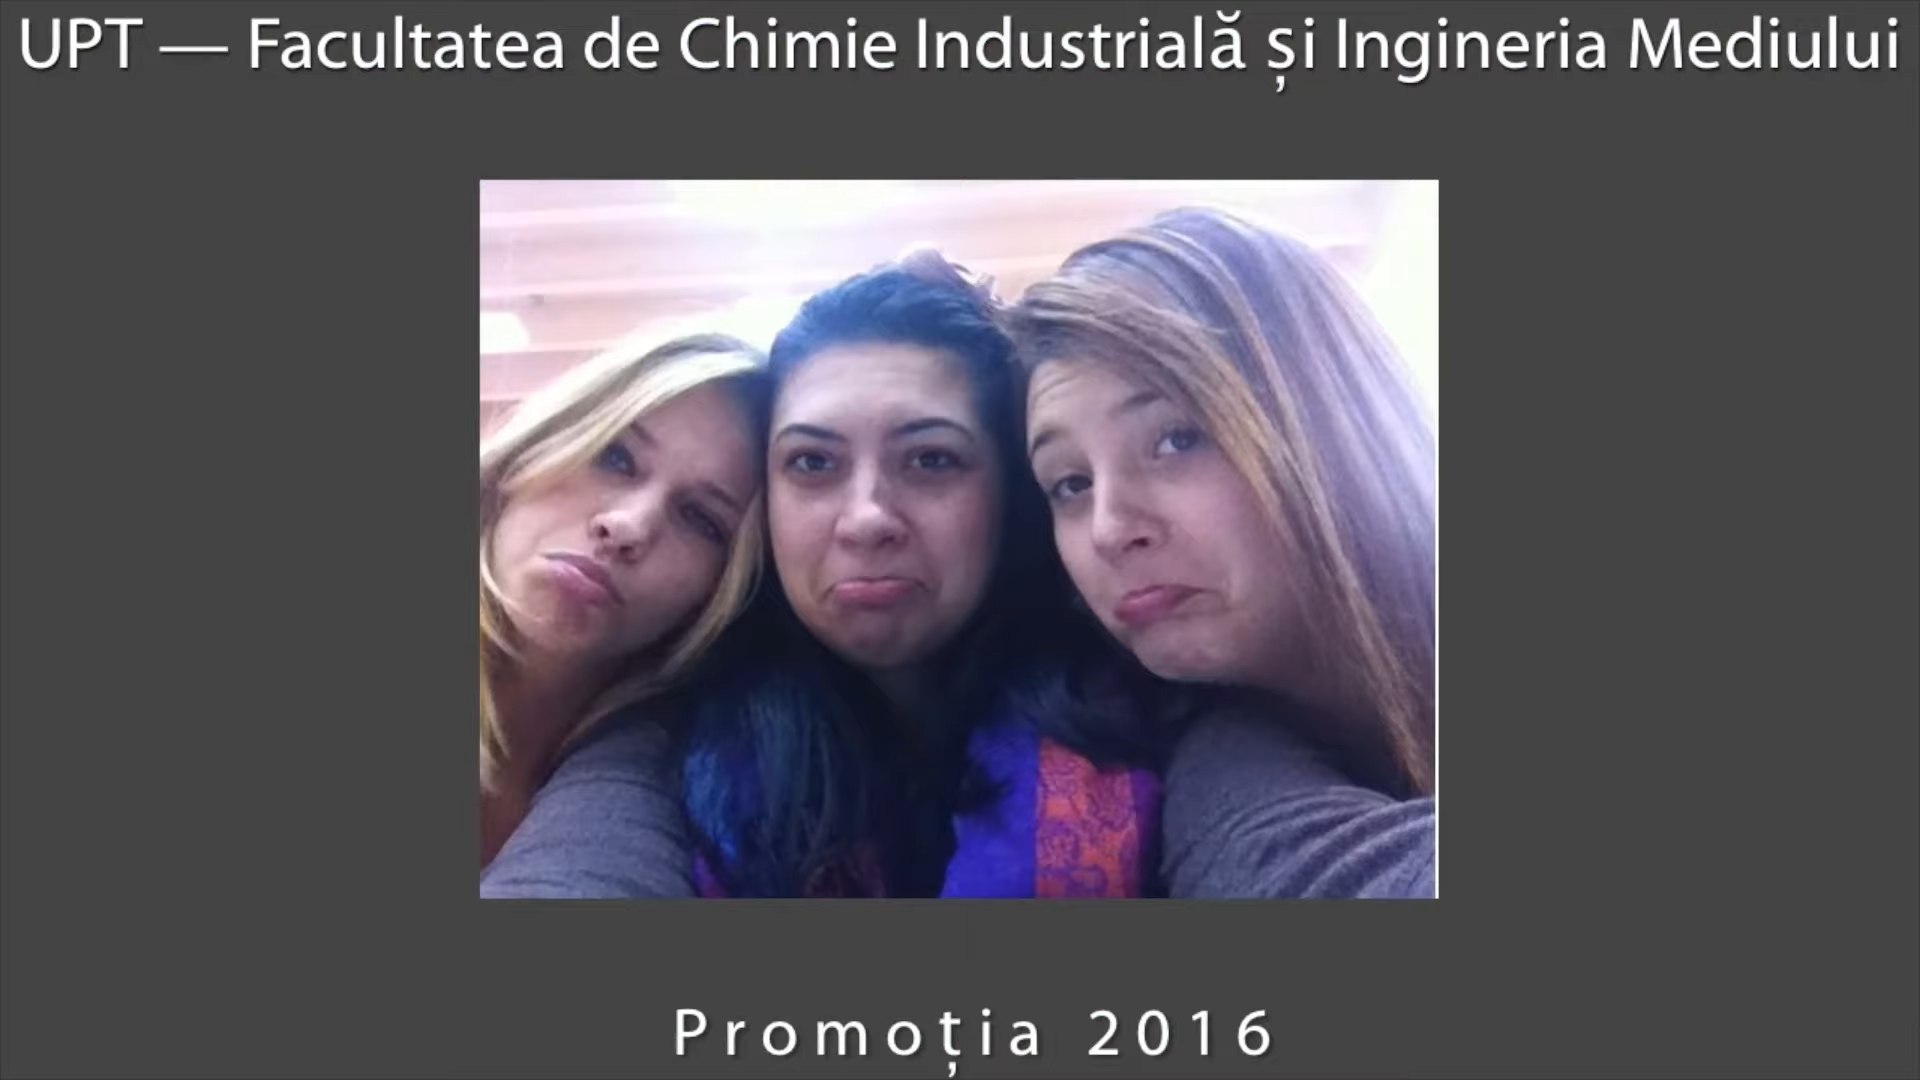 UPT — Facultatea de Chimie Industrială și Ingineria Mediului
Promoția 2016